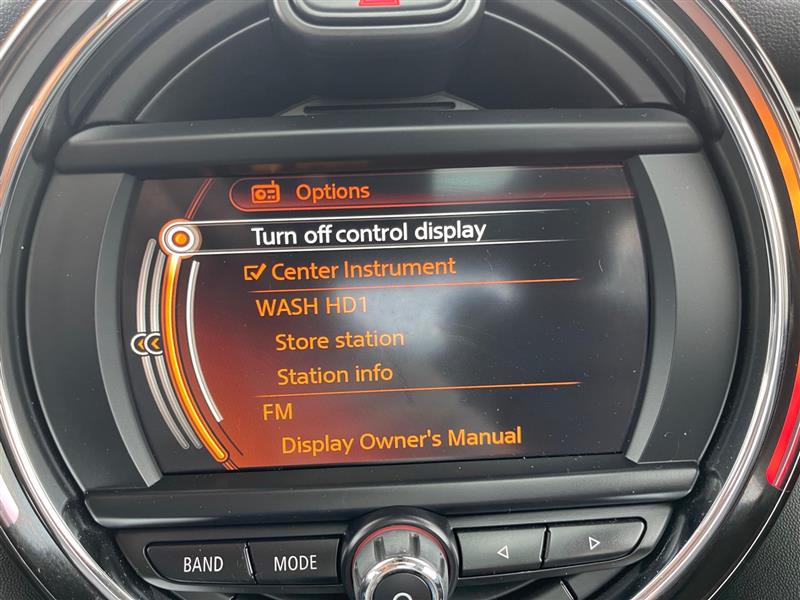 Options
Turn off control display
Center Instrument
WASH HD1
Store station
Station info
FM
Display Owner's Manual
BAND MODE